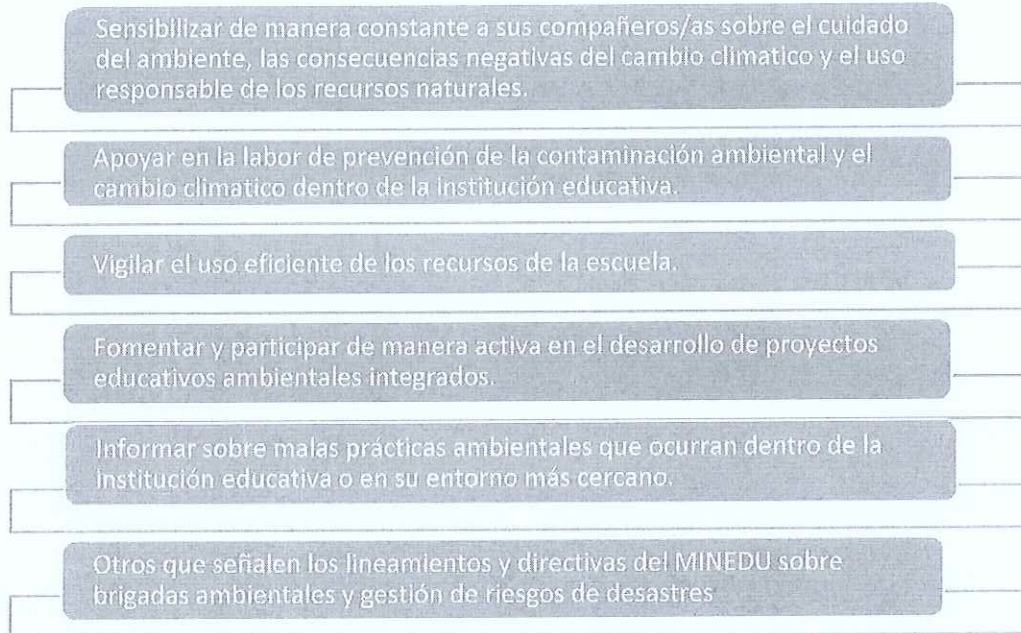 Sensibilizar de manera constante a sus compañeros/as sobre el cuidado
del ambiente, las consecuencias negativas del cambio climatico y el uso
responsable de los recursos naturales.
Apoyar en la labor de prevención de la contaminación ambiental y el
cambio climatico dentro de la institución educativa.
Vigilar el uso eficiente de los recursos de la escuela.
Fomentar y participar de manera activa en el desarrollo de proyectos
educativos ambientales integrados.
Informar sobre malas prácticas ambientales que ocurran dentro de la
institución educativa o en su entorno más cercano.
Otros que señalen los lineamientos y directivas del MINEDU sobre
brigadas ambientales y gestión de riesgos de desastres